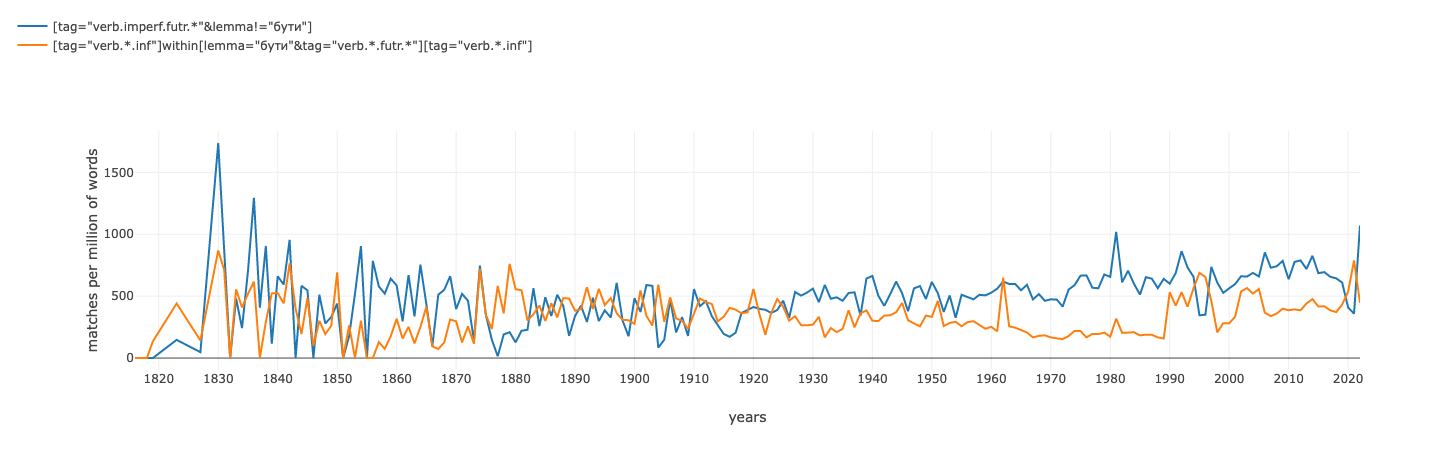 [tag="verb.imperf.futr.*"&lemma!="бути"]
[tag="verb.*.inf"]within[lemma="бути"&tag="verb.*.futr.*"][tag="verb.*.inf"]
matches per million of words
1500
1000
500
0
1820 1830 1840 1850 1860 1870 1880 1890 1900 1910 1920 1930 1940 1950 1960 1970 1980 1990 2000 2010 2020
years